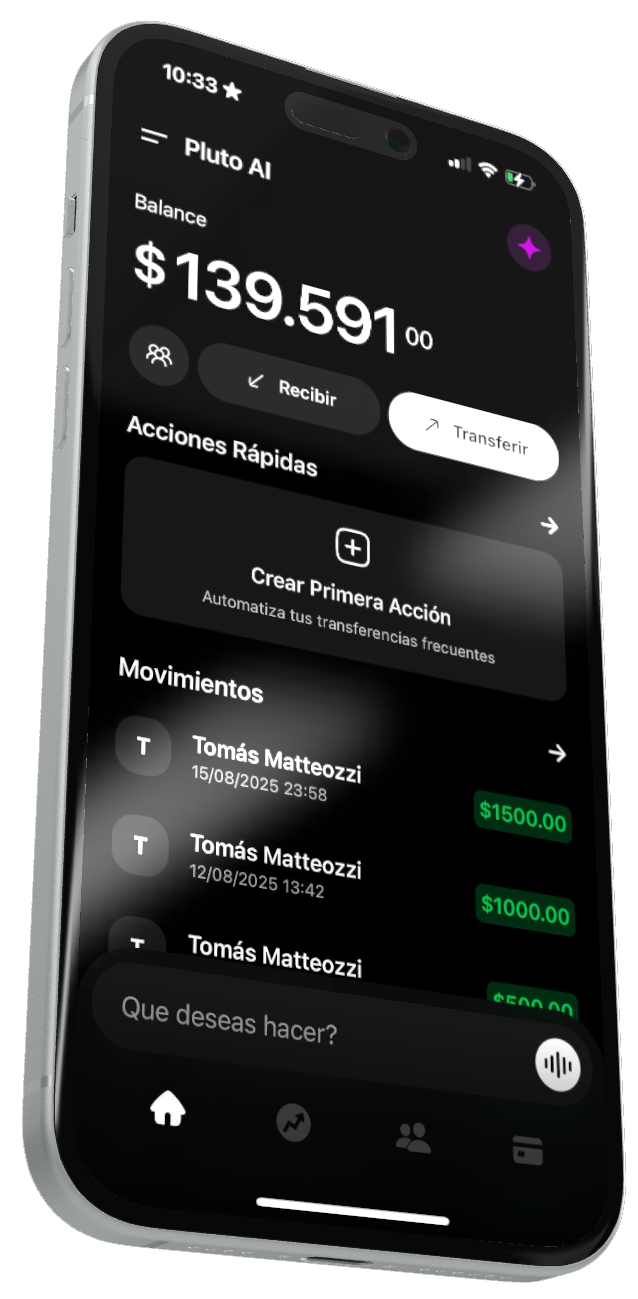 10:33
Pluto AI
Balance
$139.591 00
Recibir
Transferir
Acciones Rápidas
Crear Primera Acción
Automatiza tus transferencias frecuentes
Movimientos
T
Tomás Matteozzi
15/08/2025 23:58
$1500.00
T
Tomás Matteozzi
12/08/2025 13:42
$1000.00
T
Tomás Matteozzi
$500.00
Que deseas hacer?